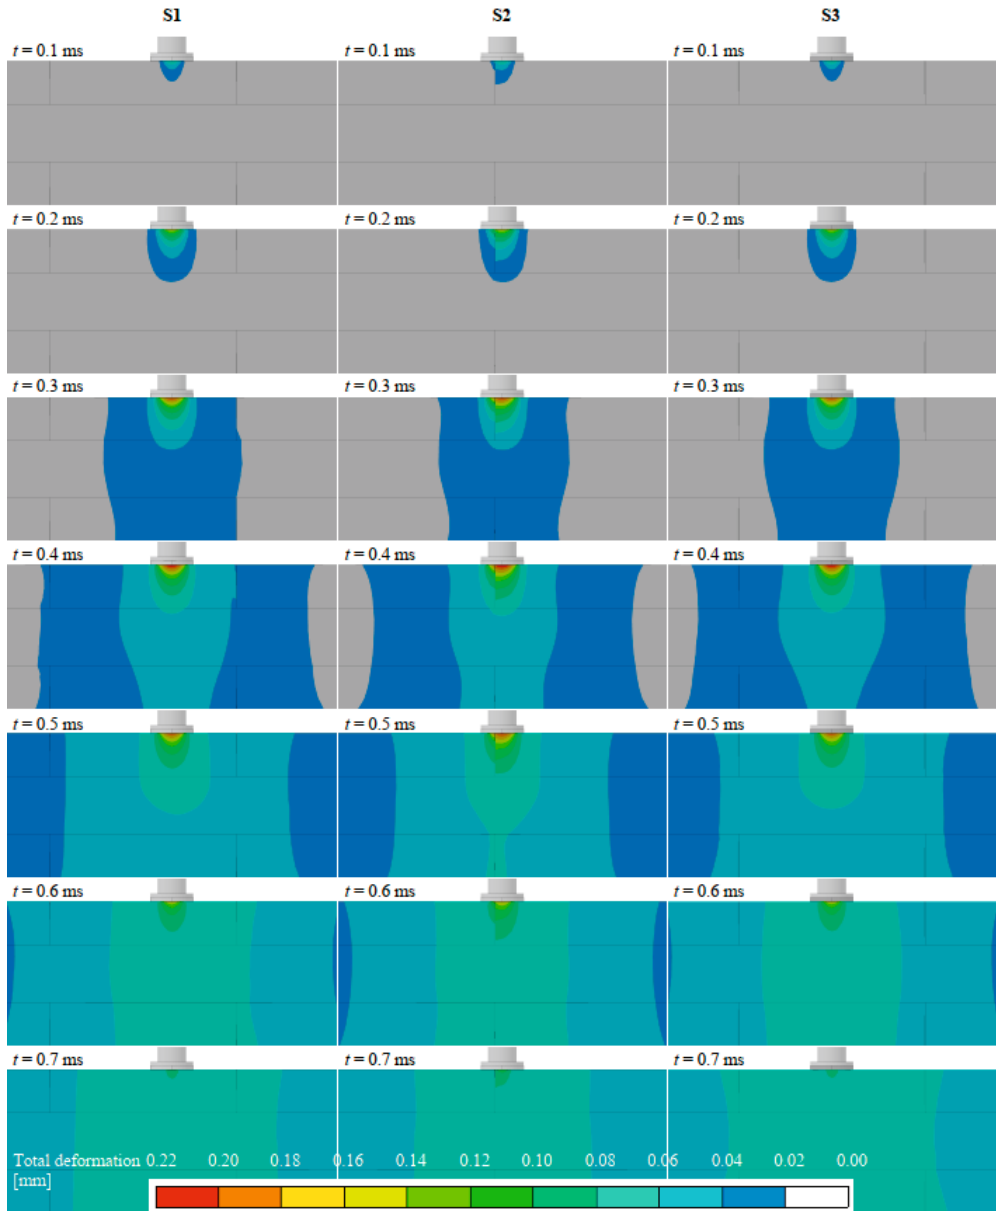 S1 S2 S3
t = 0.1 ms t = 0.1 ms t = 0.1 ms
t = 0.2 ms t = 0.2 ms t = 0.2 ms
t = 0.3 ms t = 0.3 ms t = 0.3 ms
t = 0.4 ms t = 0.4 ms t = 0.4 ms
t = 0.5 ms t = 0.5 ms t = 0.5 ms
t = 0.6 ms t = 0.6 ms t = 0.6 ms
t = 0.7 ms t = 0.7 ms t = 0.7 ms
Total deformation 0.22 0.20 0.18 0.16 0.14 0.12 0.10 0.08 0.06 0.04 0.02 0.00
[mm]